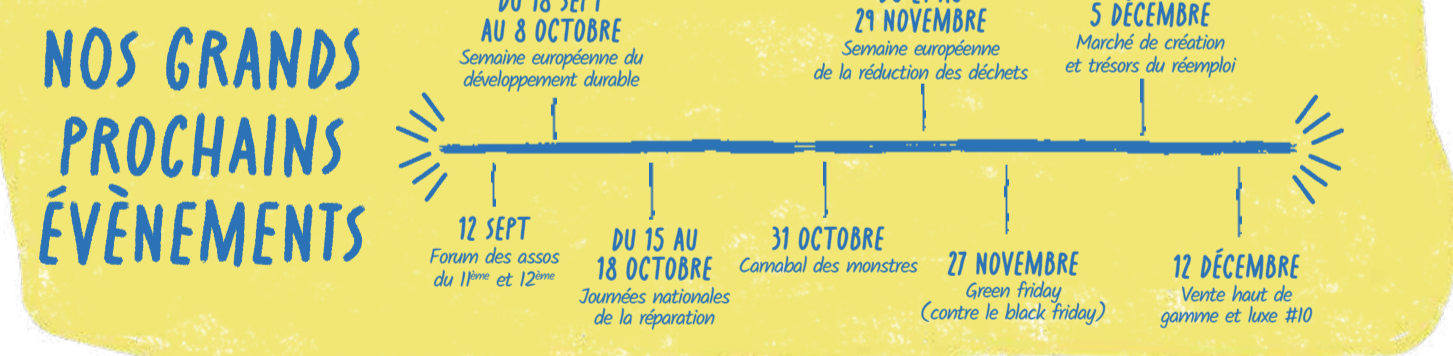 NOS GRANDS
PROCHAINS
ÉVÈNEMENTS
DU 18 SEPT
AU 8 OCTOBRE
Semaine européenne du
développement durable
29 NOVEMBRE
Semaine européenne
de la réduction des déchets
5 DÉCEMBRE
Marché de création
et trésors du réemploi
12 SEPT
Forum des assos
du 11ème et 12ème
DU 15 AU
18 OCTOBRE
Journées nationales
de la réparation
31 OCTOBRE
Carnabal des monstres
27 NOVEMBRE
Green friday
(contre le black friday)
12 DÉCEMBRE
Vente haut de
gamme et luxe #10